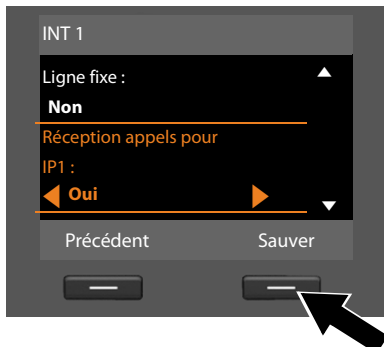 INT 1
Ligne fixe :
Non
Réception appels pour
IP1 :
Oui
Précédent Sauver